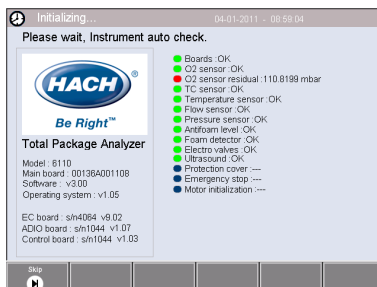 Initializing...
04-01-2011 - 08:59:04
Please wait, Instrument auto check.
HACH®
Be Right™
Total Package Analyzer
Model : 6110
Main board : 00136A001108
Software : v3.00
Operating system : v1.05
EC board : s/n4064 v9.02
ADIO board : s/n1044 v1.07
Control board : s/n1044 v1.03
Boards :OK
O2 sensor :OK
O2 sensor residual :110.8199 mbar
TC sensor :OK
Temperature sensor :OK
Flow sensor :OK
Pressure sensor :OK
Antifoam level :OK
Foam detector :OK
Electro valves :OK
Ultrasound :OK
Protection cover :---
Emergency stop :---
Motor initialization :---
Skip